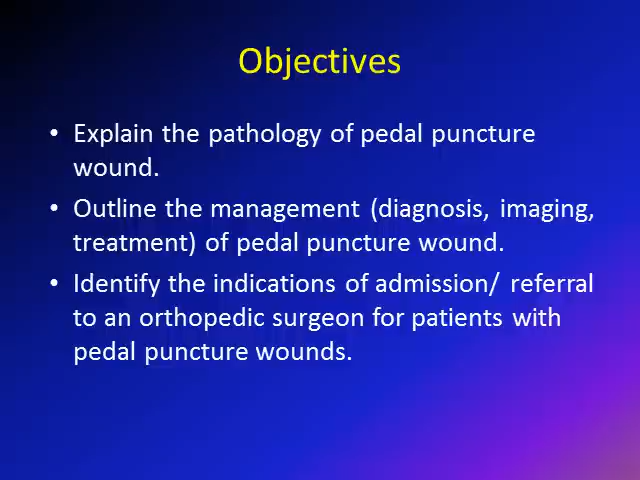 Objectives
• Explain the pathology of pedal puncture
wound.
• Outline the management (diagnosis, imaging,
treatment) of pedal puncture wound.
• Identify the indications of admission/ referral
to an orthopedic surgeon for patients with
pedal puncture wounds.